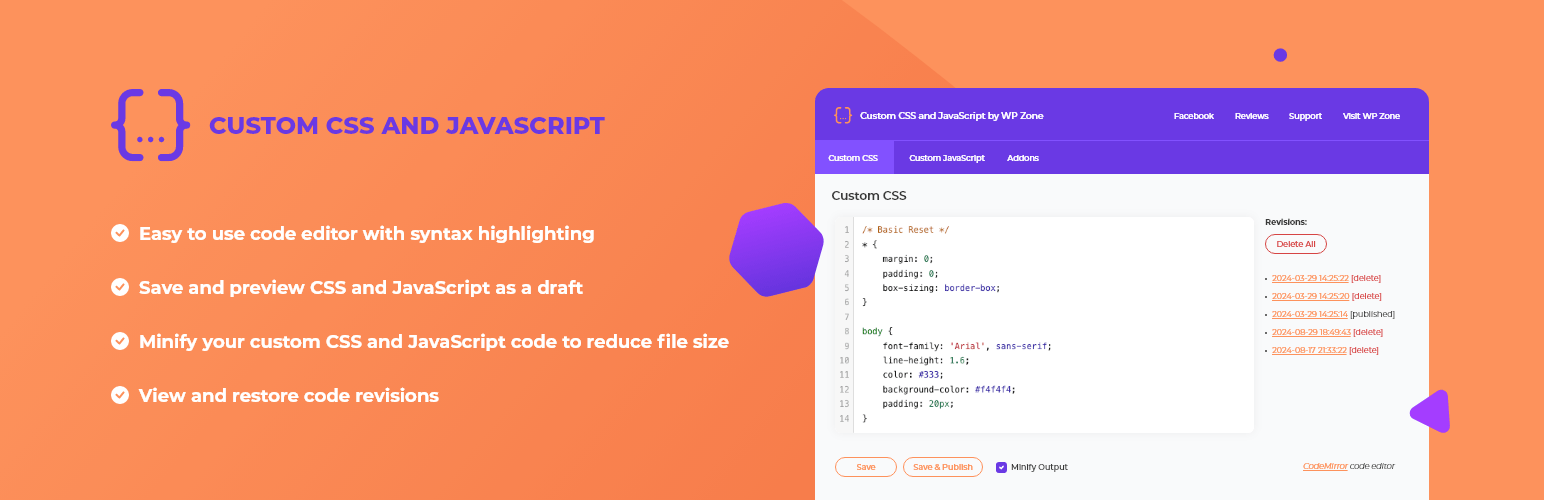 {...} CUSTOM CSS AND JAVASCRIPT
Easy to use code editor with syntax highlighting
Save and preview CSS and JavaScript as a draft
Minify your custom CSS and JavaScript code to reduce file size
View and restore code revisions
{...} Custom CSS and JavaScript by WP Zone Facebook Reviews Support Visit WP Zone
Custom CSS Custom JavaScript Addons
Custom CSS
1 /* Basic Reset */
2 * {
3 margin: 0;
4 padding: 0;
5 box-sizing: border-box;
6 }
7
8 body {
9 font-family: 'Arial', sans-serif;
10 line-height: 1.6;
11 color: #333;
12 background-color: #f4f4f4;
13 padding: 20px;
14 }
Revisions:
Delete All
• 2024-03-29 14:25:22 [delete]
• 2024-03-29 14:25:20 [delete]
• 2024-03-29 14:25:14 [published]
• 2024-08-29 18:49:43 [delete]
• 2024-08-17 21:33:22 [delete]
Save Save & Publish Minify Output CodeMirror code editor